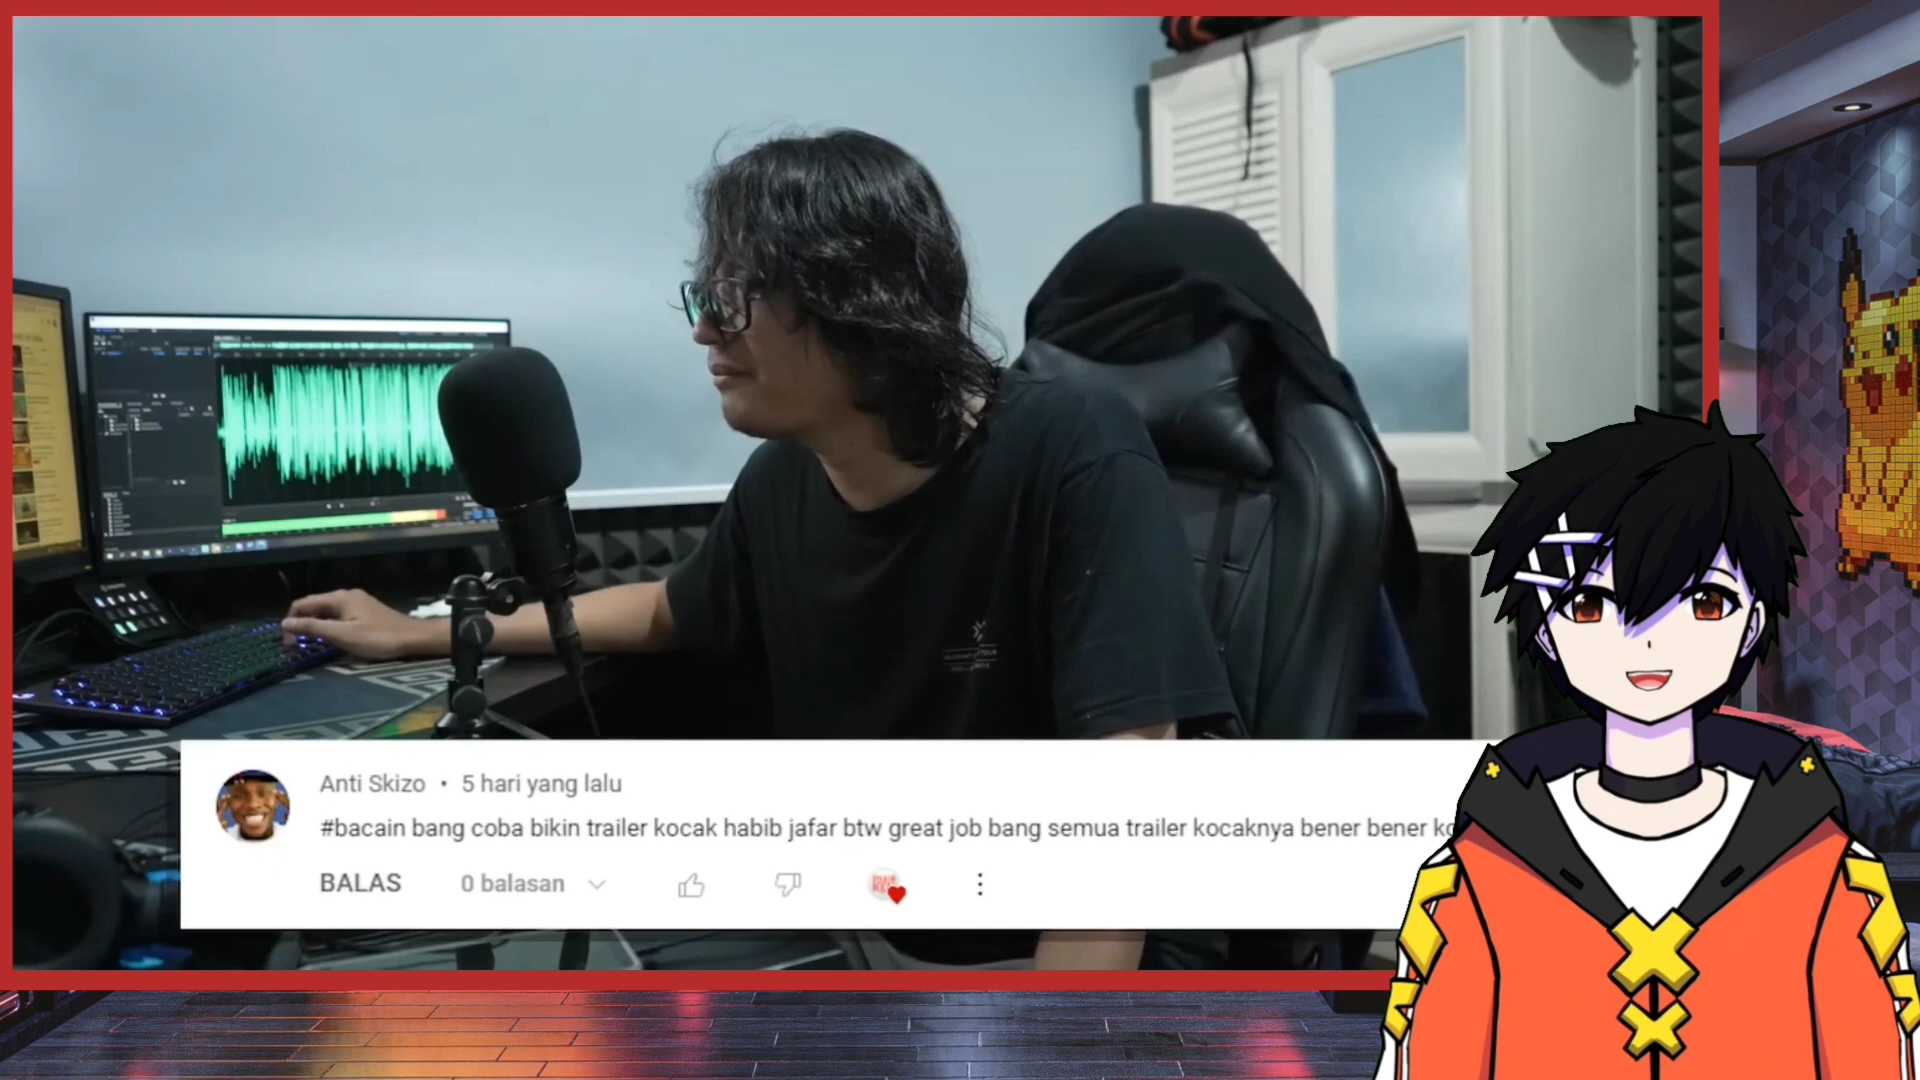 Anti Skizo • 5 hari yang lalu
#bacain bang coba bikin trailer kocak habib jafar btw great job bang semua trailer kocaknya bener bener
BALAS 0 balasan